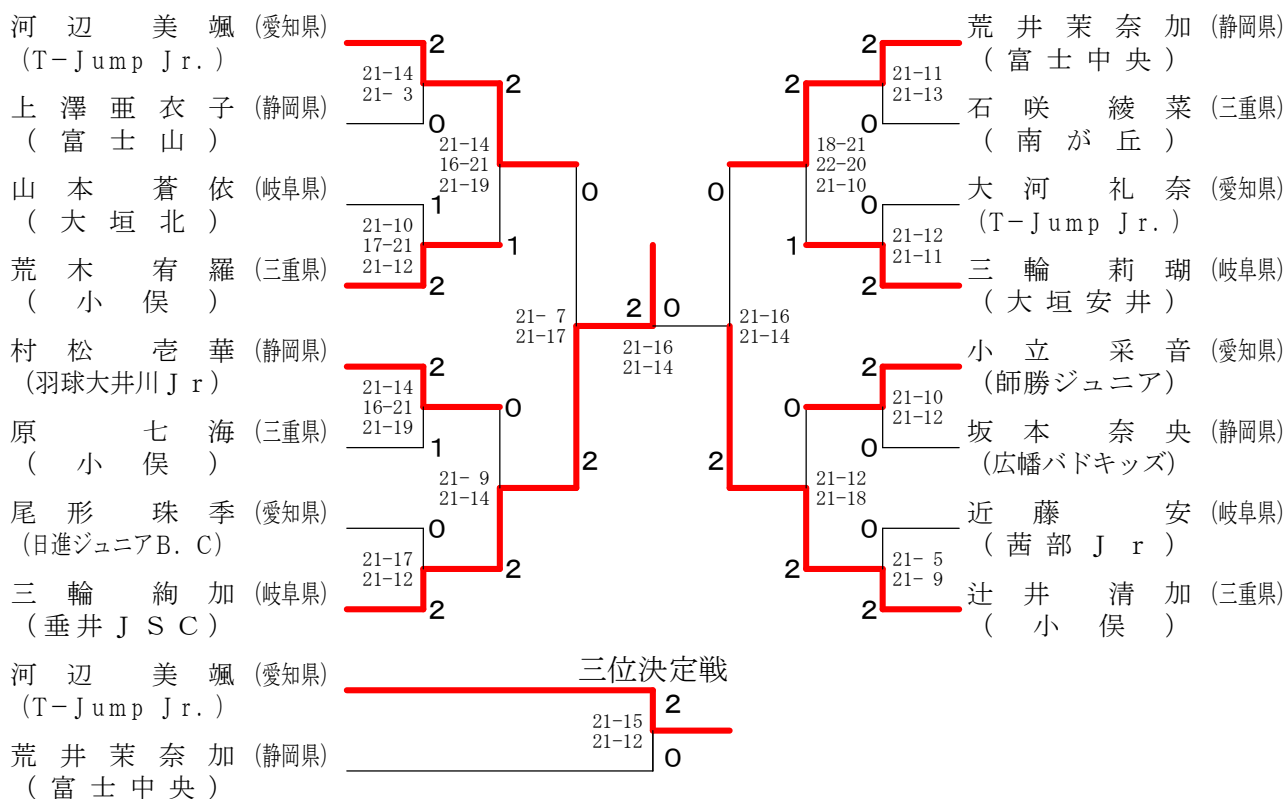 河辺美颯 (愛知県)
(T-Jump Jr.)
上澤亜衣子 (静岡県)
(富士山)
山本蒼依 (岐阜県)
(大垣北)
荒木宥羅 (三重県)
(小俣)
村松壱華 (静岡県)
(羽球大井川Jr)
原七海 (三重県)
(小俣)
尾形珠季 (愛知県)
(日進ジュニアB.C)
三輪絢加 (岐阜県)
(垂井JSC)
2
21-14
21- 3
0
2
21-14
16-21
21-19
1
21-10
17-21
21-12
2
1
0
21- 7
21-17
2
2
21-14
16-21
21-19
1
0
21- 9
21-14
0
21-17
21-12
2
2
2 0
21-16
21-14
荒井茉奈加 (静岡県)
(富士中央)
石咲綾菜 (三重県)
(南が丘)
大河礼奈 (愛知県)
(T-Jump Jr.)
三輪莉瑚 (岐阜県)
(大垣安井)
小立采音 (愛知県)
(師勝ジュニア)
坂本奈央 (静岡県)
(広幡バドキッズ)
近藤安 (岐阜県)
(茜部Jr)
辻井清加 (三重県)
(小俣)
2
21-11
21-13
0
2
18-21
22-20
21-10
0
21-12
21-11
2
1
0
21-16
21-14
2
2
21-10
21-12
0
0
21-12
21-18
0
21- 5
21- 9
2
2
三位決定戦
河辺美颯 (愛知県)
(T-Jump Jr.)
2
21-15
21-12
0
荒井茉奈加 (静岡県)
(富士中央)